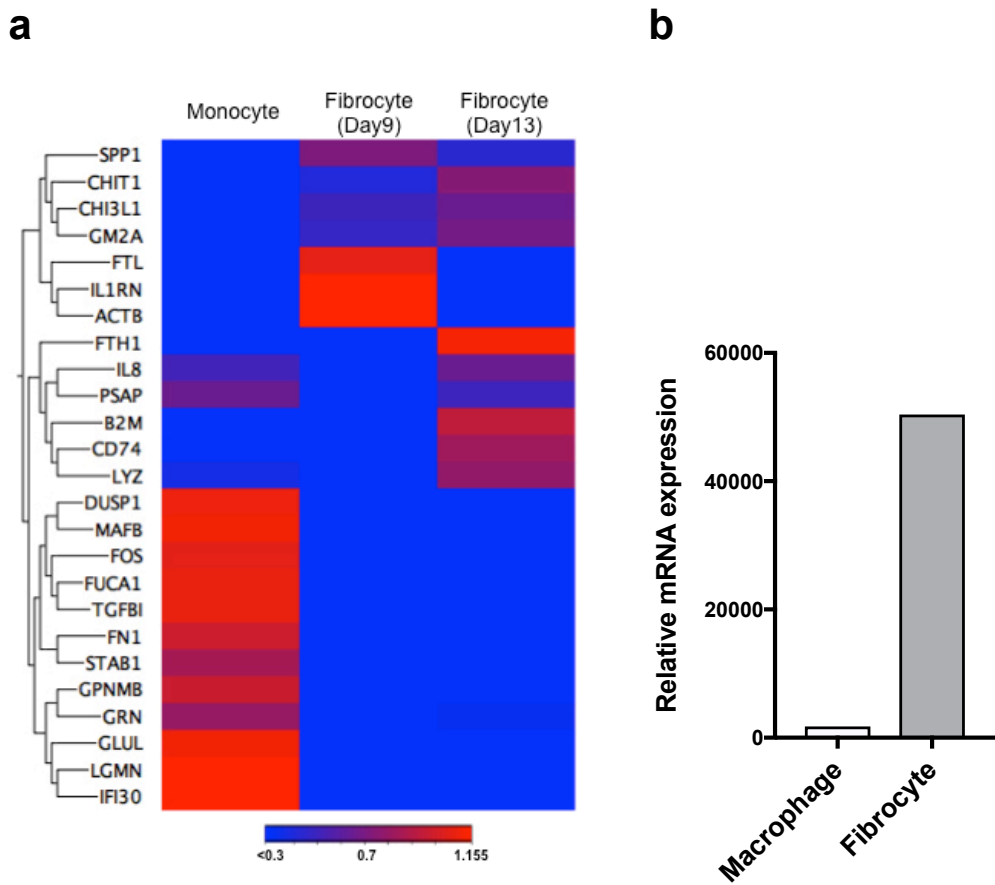 a
b
Monocyte
Fibrocyte
(Day9)
Fibrocyte
(Day13)
SPP1
CHIT1
CHI3L1
GM2A
FTL
IL1RN
ACTB
FTH1
IL8
PSAP
B2M
CD74
LYZ
DUSP1
MAFB
FOS
FUCA1
TGFBI
FN1
STAB1
GPNMB
GRN
GLUL
LGMN
IFI30
<0.3 0.7 1.155
Relative mRNA expression
60000
40000
20000
0
Macrophage
Fibrocyte